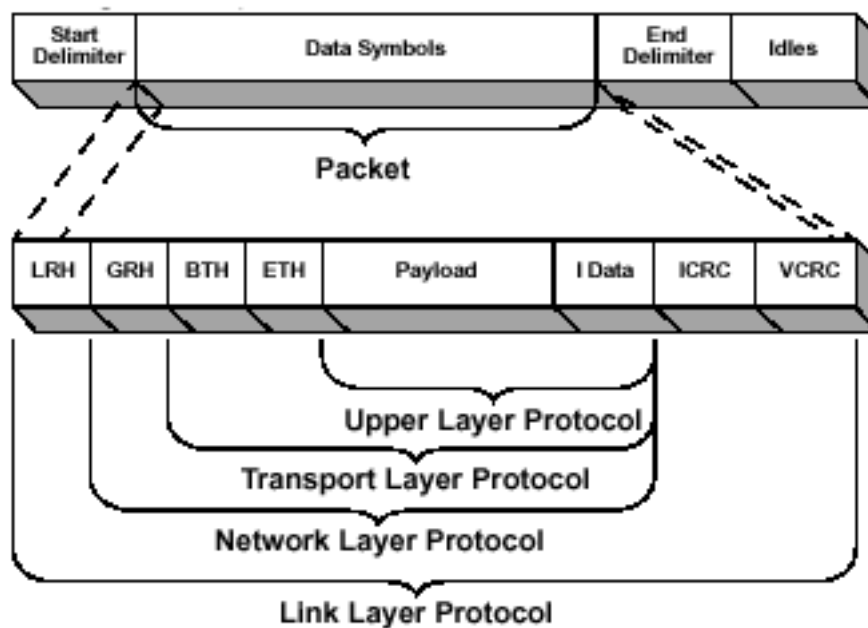 Start Delimiter
Data Symbols
End Delimiter
Idles
Packet
LRH
GRH
BTH
ETH
Payload
I Data
ICRC
VCRC
Upper Layer Protocol
Transport Layer Protocol
Network Layer Protocol
Link Layer Protocol